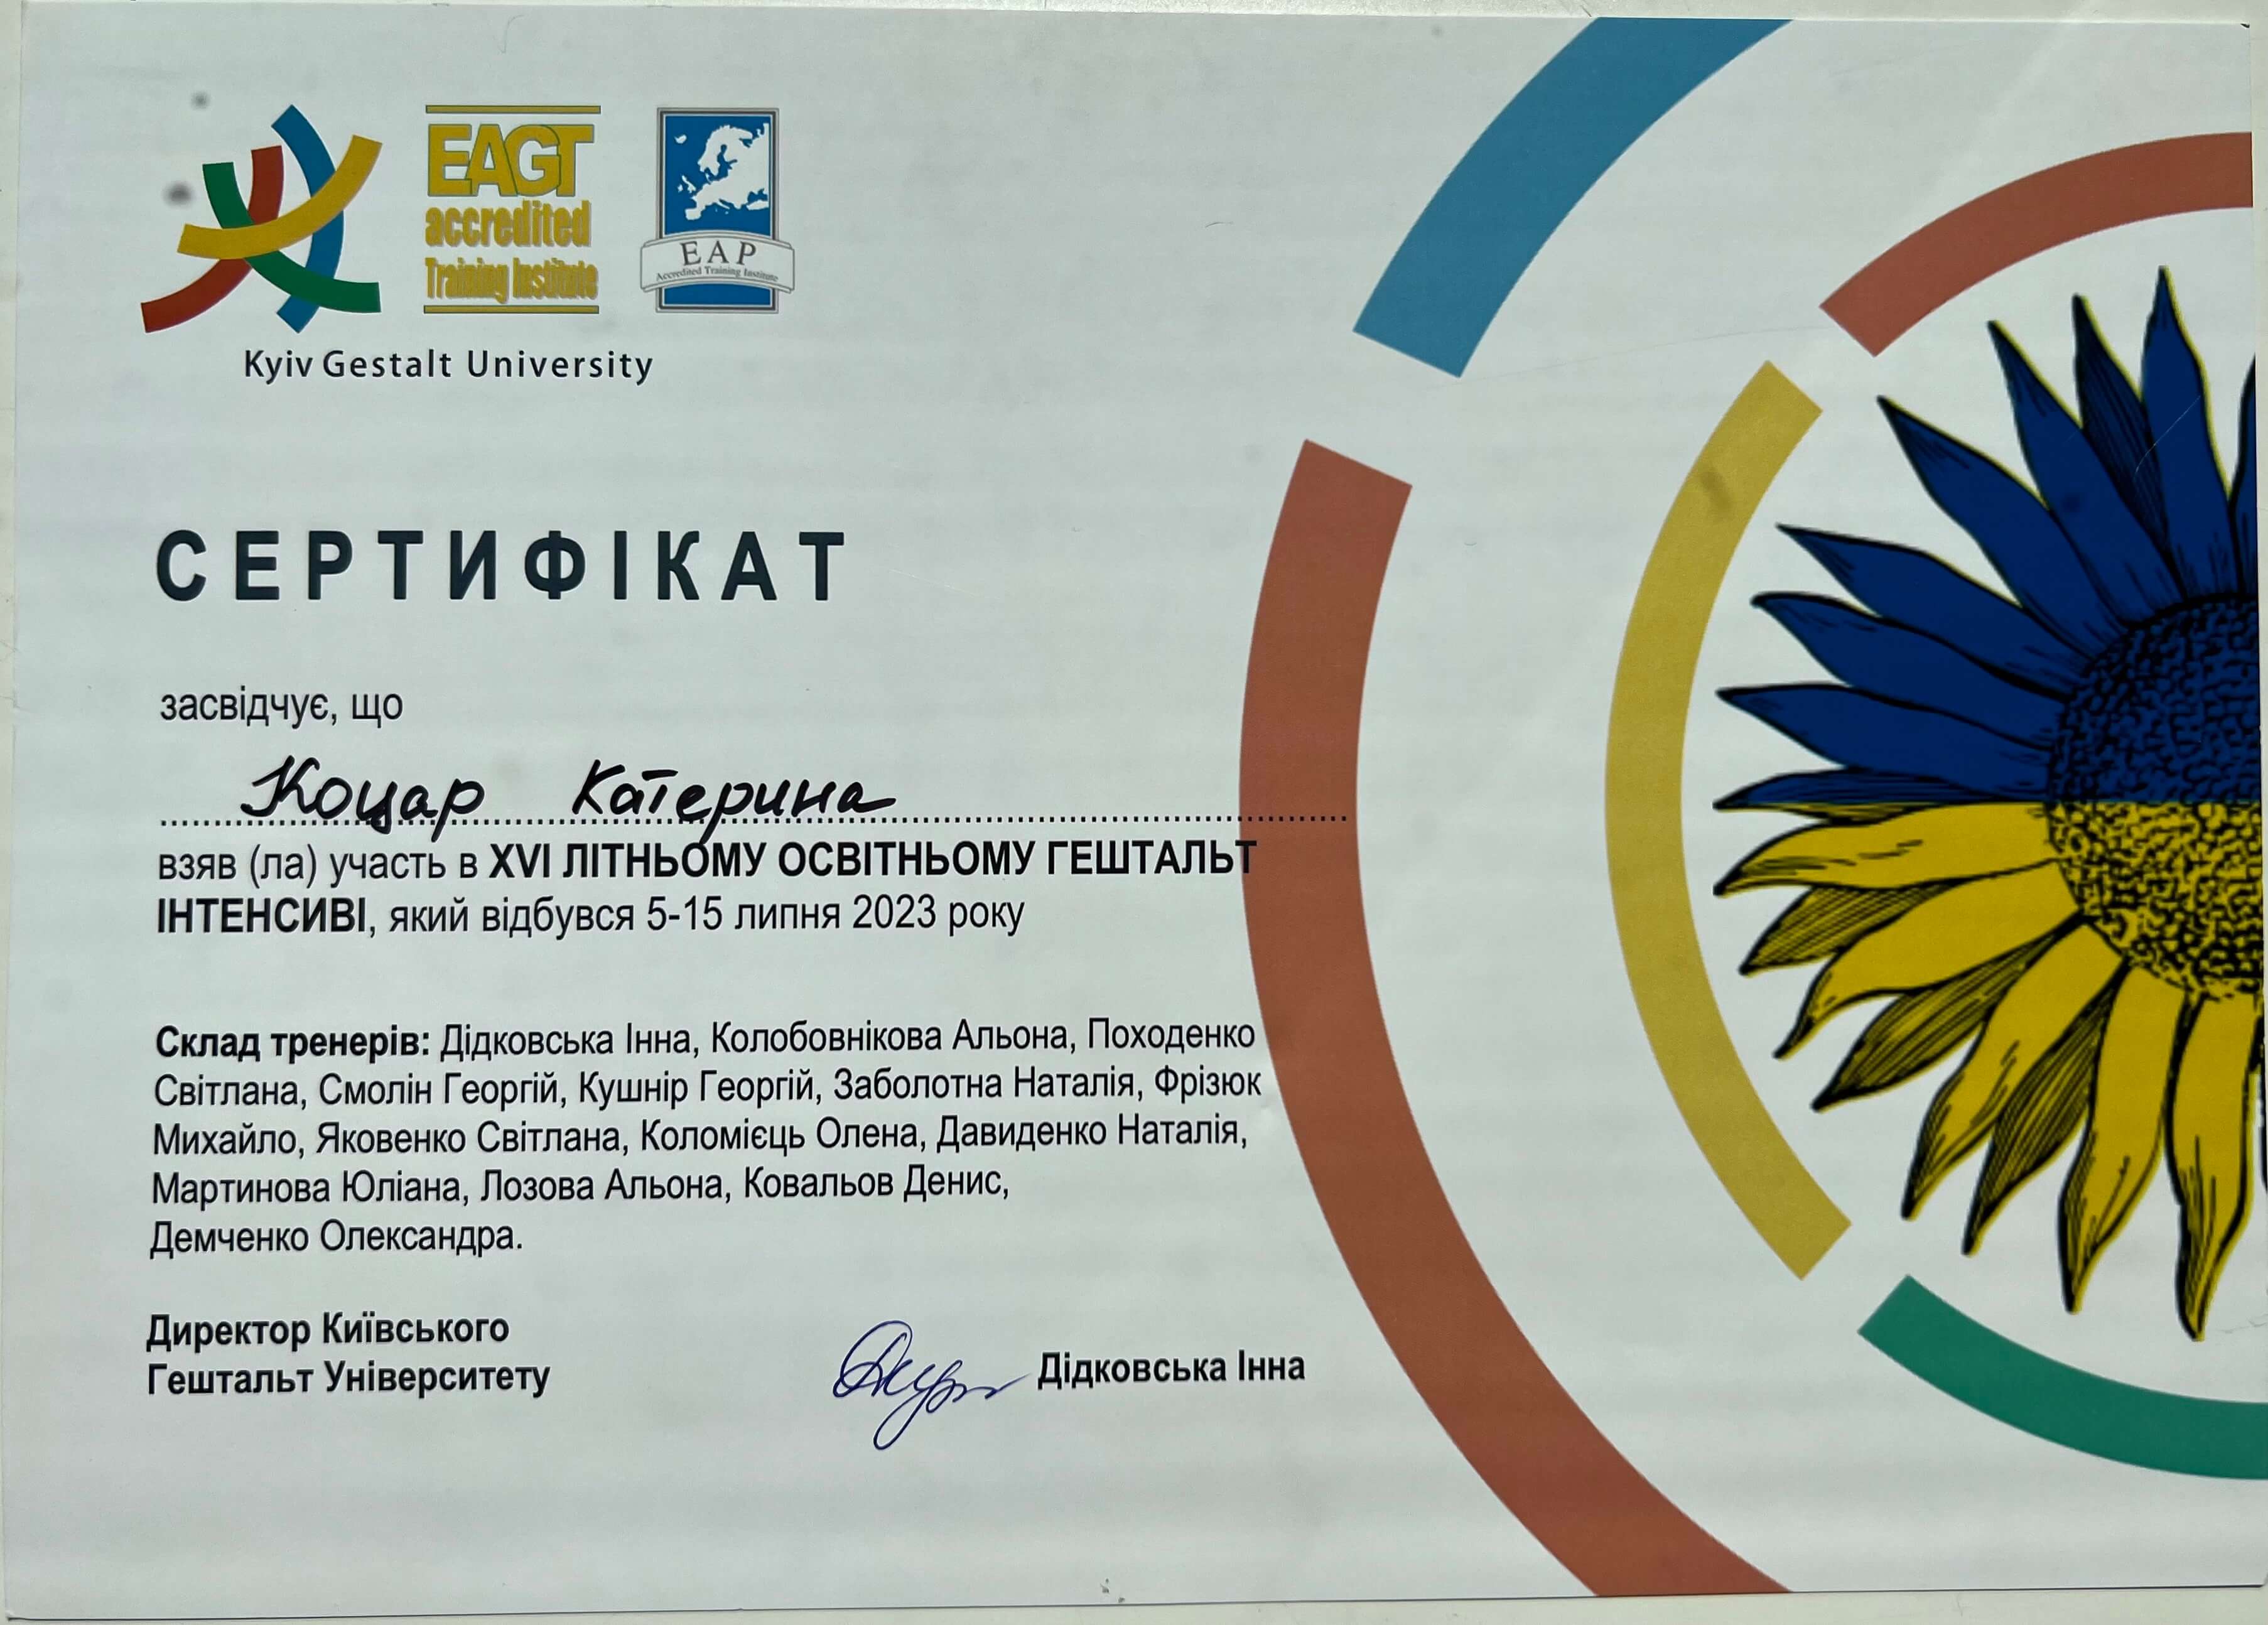 EAGT
accredited
Training Institute
EAP
Accredited Training Institute
Kyiv Gestalt University
СЕРТИФІКАТ
засвідчує, що
Коцар Катерина
взяв (ла) участь в XVI ЛІТНЬОМУ ОСВІТНЬОМУ ГЕШТАЛЬТ
ІНТЕНСИВІ, який відбувся 5-15 липня 2023 року
Склад тренерів: Дідковська Інна, Колобовнікова Альона, Походенко
Світлана, Смолін Георгій, Кушнір Георгій, Заболотна Наталія, Фрізюк
Михайло, Яковенко Світлана, Коломієць Олена, Давиденко Наталія,
Мартинова Юліана, Лозова Альона, Ковальов Денис,
Демченко Олександра.
Директор Київського
Гештальт Університету
Дідковська Інна